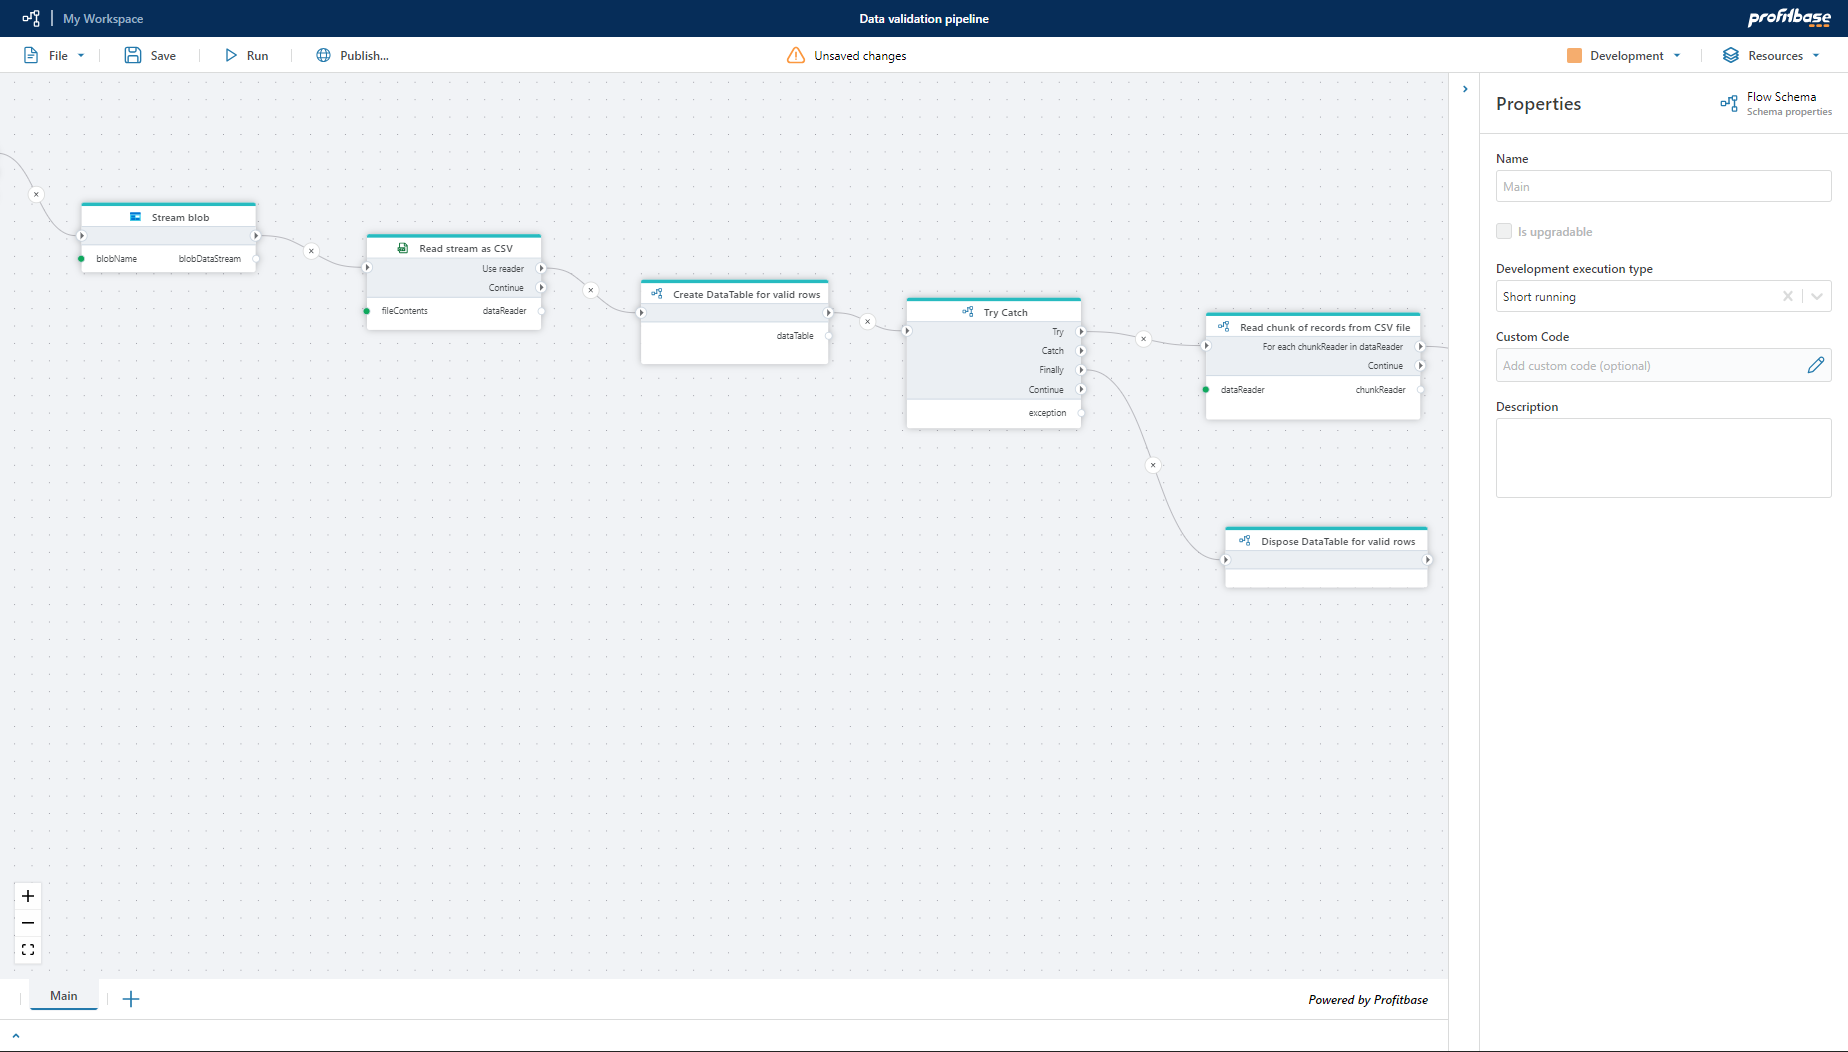 My Workspace
Data validation pipeline
profitbase
File
Save
Run
Publish...
Unsaved changes
Development
Resources
Stream blob
blobName blobDataStream
Read stream as CSV
Use reader
Continue
fileContents dataReader
Create DataTable for valid rows
dataTable
Try Catch
Try
Catch
Finally
Continue
exception
Read chunk of records from CSV file
For each chunkReader in dataReader
Continue
dataReader chunkReader
Dispose DataTable for valid rows
Properties
Flow Schema
Schema properties
Name
Main
Is upgradable
Development execution type
Short running
Custom Code
Add custom code (optional)
Description
Main
Powered by Profitbase